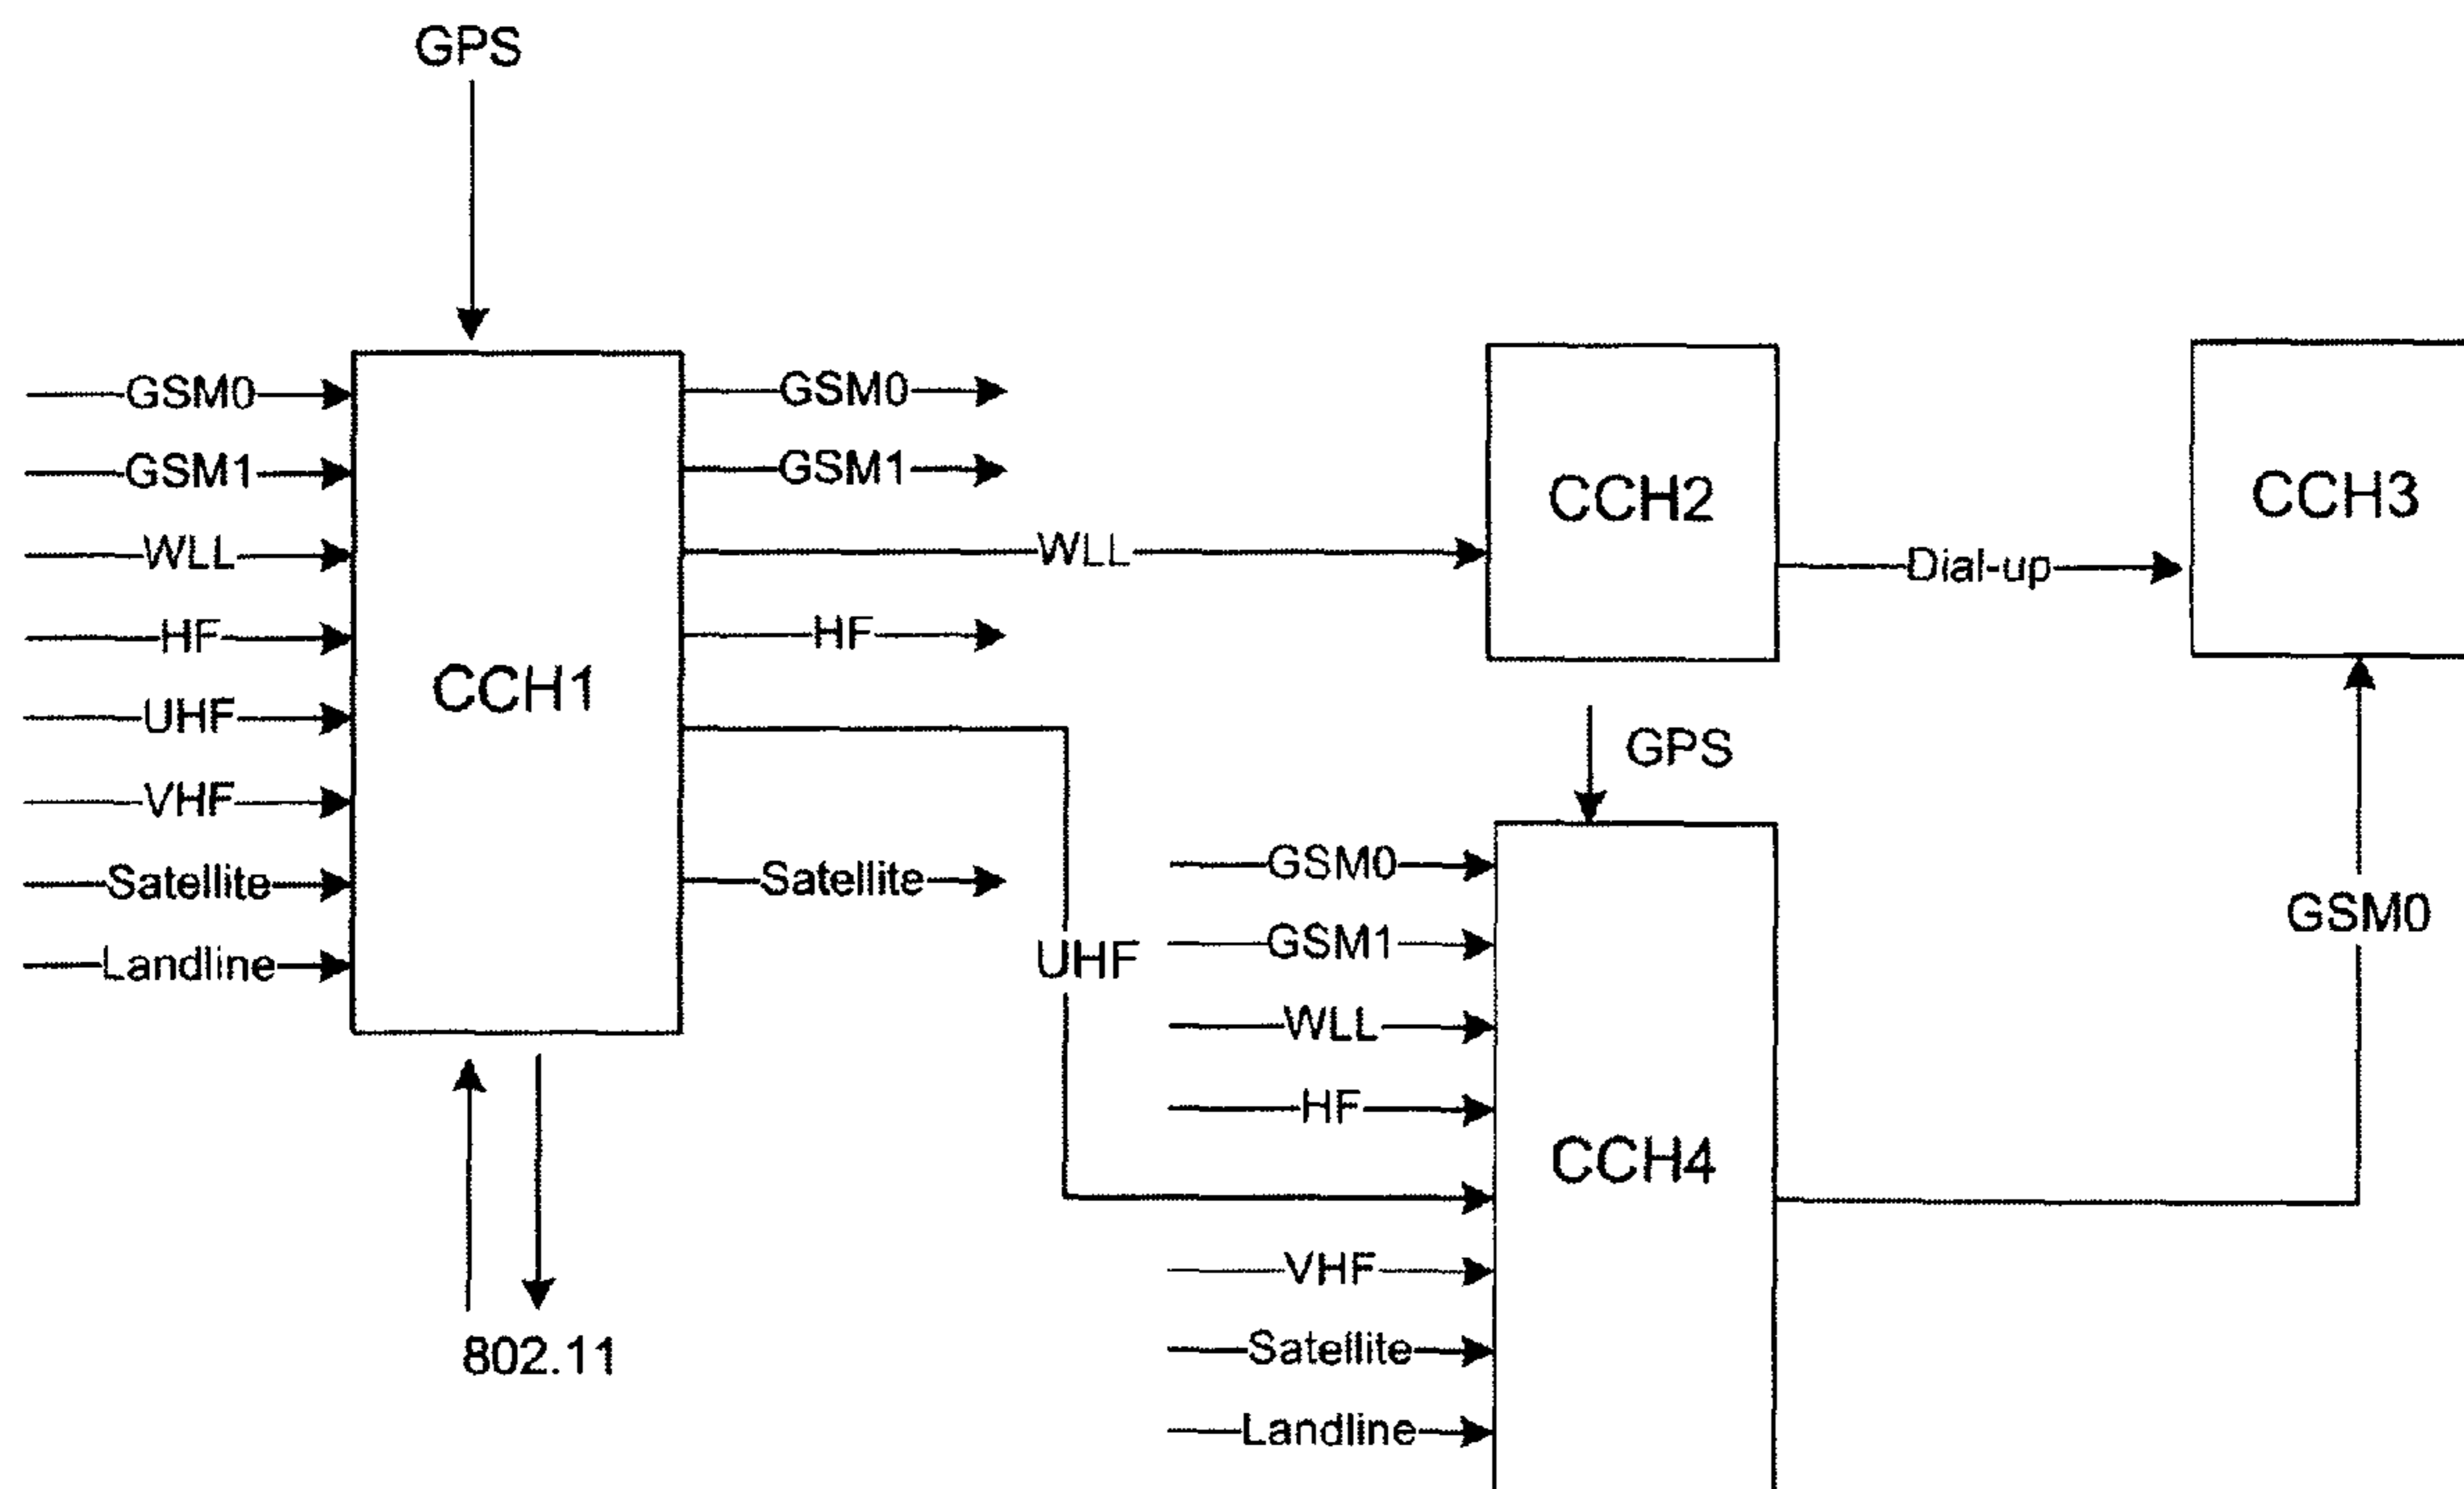 GPS
GSM0
GSM1
WLL
HF
UHF
VHF
Satellite
Landline
CCH1
802.11
GSM0
GSM1
WLL
HF
UHF
Satellite
CCH2
Dial-up
CCH3
GPS
GSM0
GSM1
WLL
HF
VHF
Satellite
Landline
CCH4
GSM0